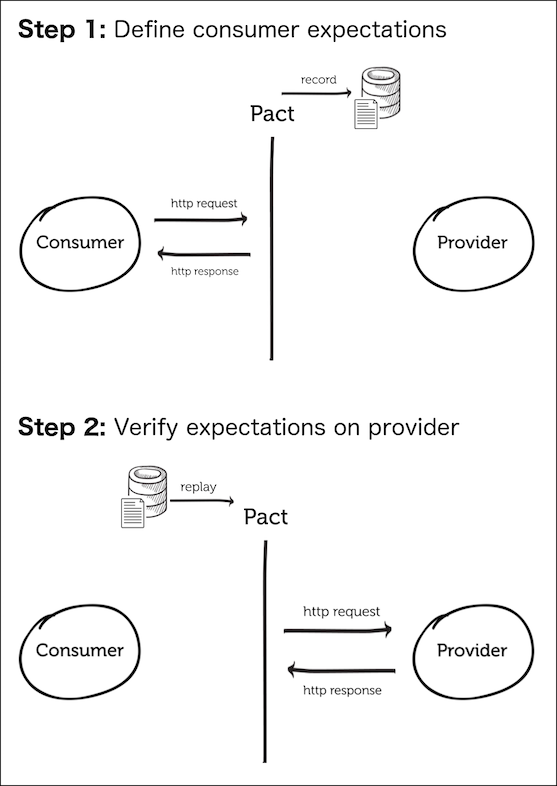 Step 1: Define consumer expectations
record
Pact
http request
Consumer
Provider
http response
Step 2: Verify expectations on provider
replay
Pact
http request
Consumer
Provider
http response